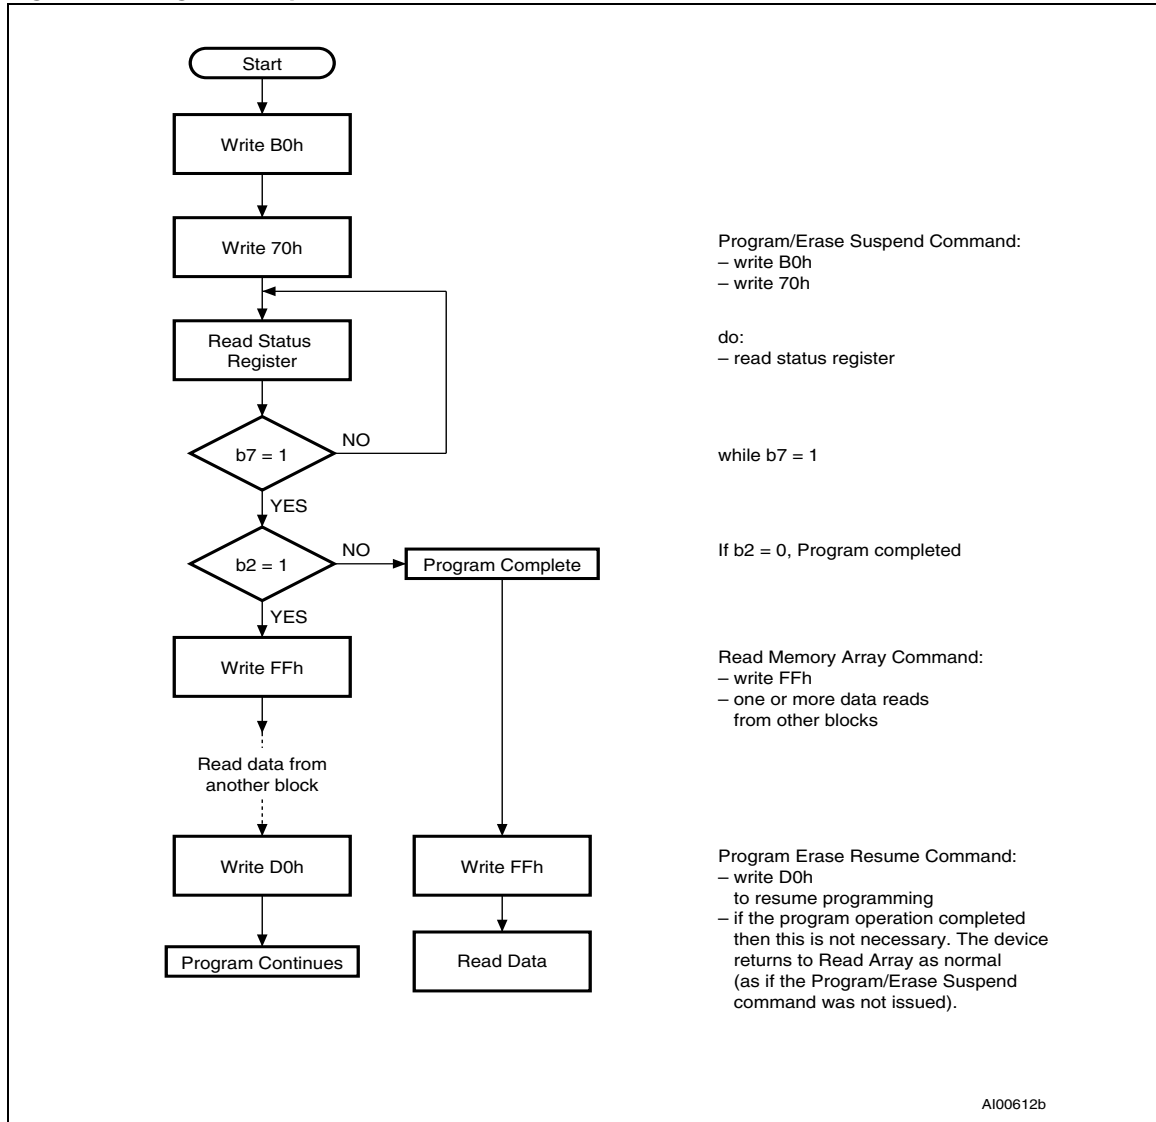 Start
Write B0h
Write 70h
Read Status
Register
b7 = 1
NO
YES
b2 = 1
NO
Program Complete
YES
Write FFh
Read data from
another block
Write D0h
Write FFh
Program Continues
Read Data
Program/Erase Suspend Command:
– write B0h
– write 70h
do:
– read status register
while b7 = 1
If b2 = 0, Program completed
Read Memory Array Command:
– write FFh
– one or more data reads
from other blocks
Program Erase Resume Command:
– write D0h
to resume programming
– if the program operation completed
then this is not necessary. The device
returns to Read Array as normal
(as if the Program/Erase Suspend
command was not issued).
AI00612b